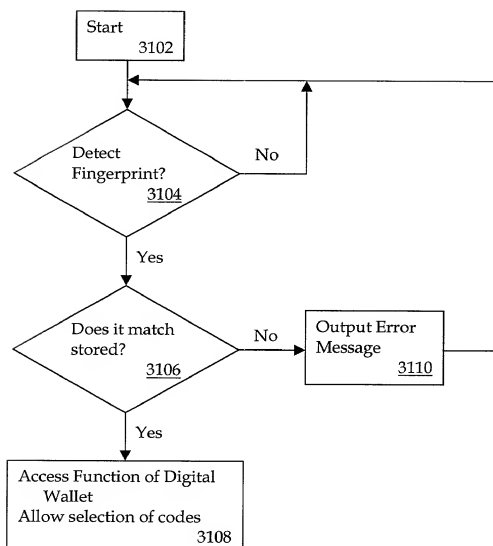 Start
3102
Detect
Fingerprint?
3104
No
Yes
Does it match
stored?
3106
No
Output Error
Message
3110
Yes
Access Function of Digital
Wallet
Allow selection of codes
3108